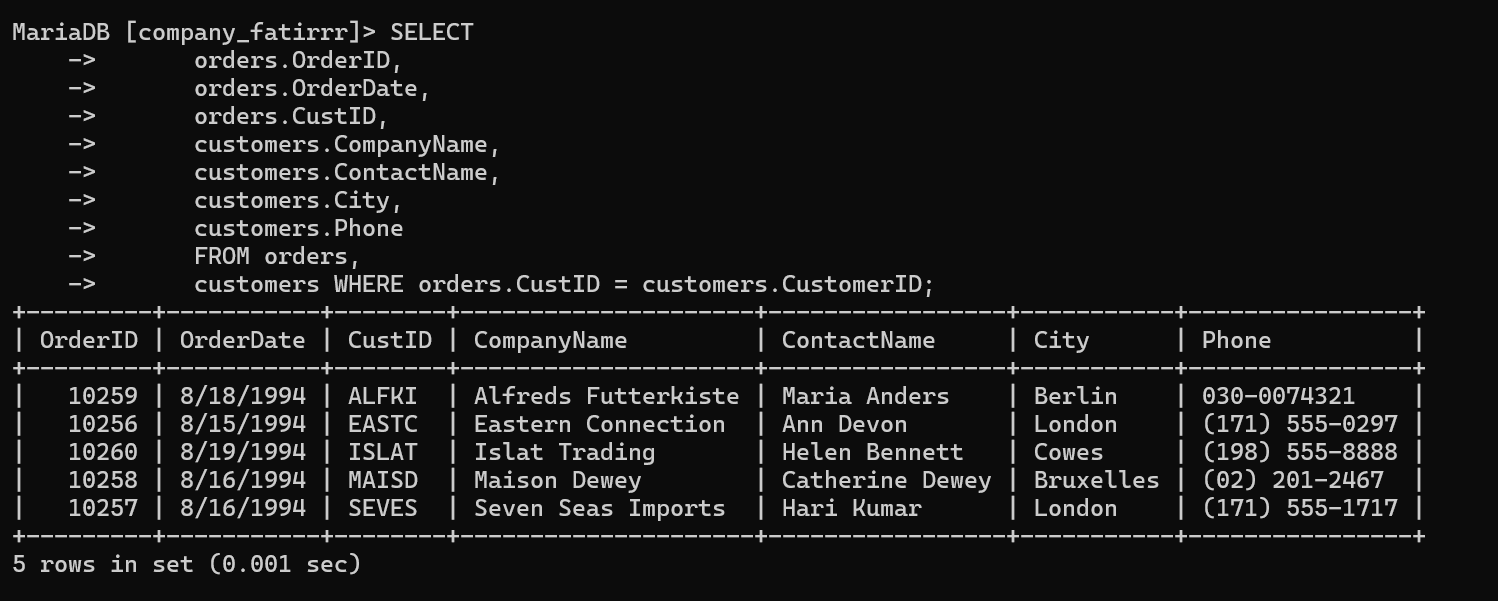 MariaDB [company_fatirrr]> SELECT
    ->       orders.OrderID,
    ->       orders.OrderDate,
    ->       orders.CustID,
    ->       customers.CompanyName,
    ->       customers.ContactName,
    ->       customers.City,
    ->       customers.Phone
    ->       FROM orders,
    ->       customers WHERE orders.CustID = customers.CustomerID;
+---------+-----------+--------+---------------------+-----------------+-----------+----------------+
| OrderID | OrderDate | CustID | CompanyName         | ContactName     | City      | Phone          |
+---------+-----------+--------+---------------------+-----------------+-----------+----------------+
|   10259 | 8/18/1994 | ALFKI  | Alfreds Futterkiste | Maria Anders    | Berlin    | 030-0074321    |
|   10256 | 8/15/1994 | EASTC  | Eastern Connection  | Ann Devon       | London    | (171) 555-0297 |
|   10260 | 8/19/1994 | ISLAT  | Islat Trading       | Helen Bennett   | Cowes     | (198) 555-8888 |
|   10258 | 8/16/1994 | MAISD  | Maison Dewey        | Catherine Dewey | Bruxelles | (02) 201-2467  |
|   10257 | 8/16/1994 | SEVES  | Seven Seas Imports  | Hari Kumar      | London    | (171) 555-1717 |
+---------+-----------+--------+---------------------+-----------------+-----------+----------------+
5 rows in set (0.001 sec)